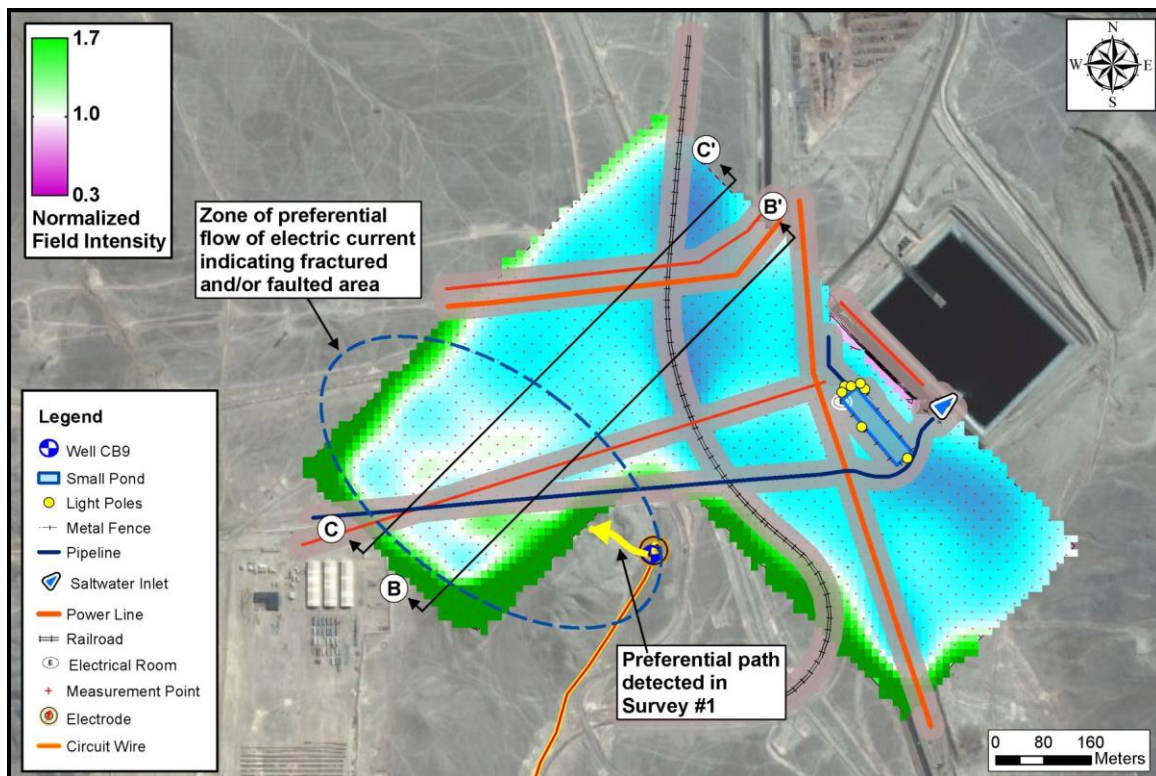 1.7
1.0
0.3
Normalized
Field Intensity
N
W
E
S
C'
B'
Zone of preferential
flow of electric current
indicating fractured
and/or faulted area
Legend
Well CB9
Small Pond
Light Poles
Metal Fence
Pipeline
Saltwater Inlet
Power Line
Railroad
E
Electrical Room
Measurement Point
Electrode
Circuit Wire
C
B
Preferential path
detected in
Survey #1
0 80 160
Meters